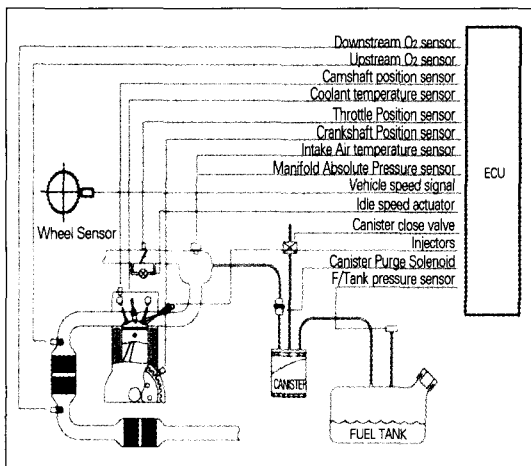 Downstream O2 sensor
Upstream O2 sensor
Camshaft position sensor
Coolant temperature sensor
Throttle Position sensor
Crankshaft Position sensor
Intake Air temperature sensor
Manifold Absolute Pressure sensor
Vehicle speed signal
Idle speed actuator
Canister close valve
Injectors
Canister Purge Solenoid
F/Tank pressure sensor
ECU
Wheel Sensor
CANISTER
FUEL TANK